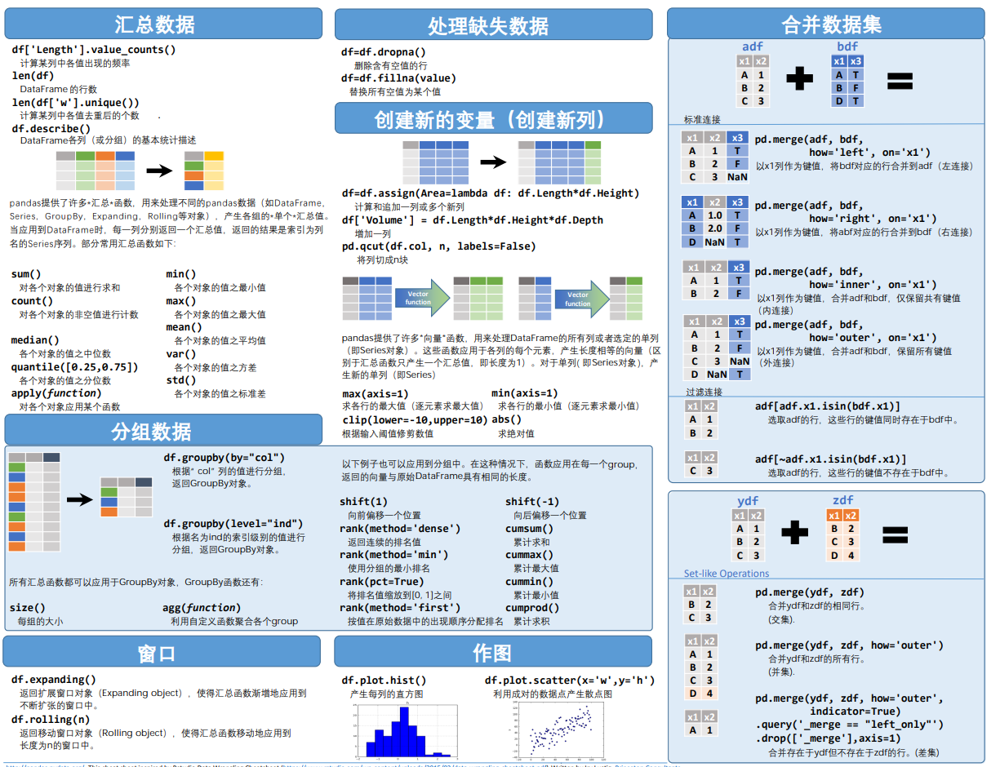 汇总数据
df['Length'].value_counts()
计算某列中各值出现的频率
len(df)
DataFrame 的行数
len(df['w'].unique())
计算某列中各值去重后的个数 .
df.describe()
DataFrame各列（或分组）的基本统计描述
pandas提供了许多*汇总*函数，用来处理不同的pandas数据（如DataFrame,
Series，GroupBy，Expanding，Rolling等对象），产生各组的*单个*汇总值。
当应用到DataFrame时，每一列分别返回一个汇总值，返回的结果是索引为列
名的Series序列。部分常用汇总函数如下：
sum()
对各个对象的值进行求和
count()
对各个对象的非空值进行计数
median()
各个对象的值之中位数
quantile([0.25,0.75])
各个对象的值之分位数
apply(function)
对各个对象应用某个函数
min()
各个对象的值之最小值
max()
各个对象的值之最大值
mean()
各个对象的值之平均值
var()
各个对象的值之方差
std()
各个对象的值之标准差
分组数据
df.groupby(by="col")
根据“ col” 列的值进行分组，
返回GroupBy对象。
df.groupby(level="ind")
根据名为ind的索引级别的值进行
分组，返回GroupBy对象。
所有汇总函数都可以应用于GroupBy对象，GroupBy函数还有：
size()
每组的大小
agg(function)
利用自定义函数聚合各个group
窗口
df.expanding()
返回扩展窗口对象（Expanding object），使得汇总函数渐增地应用到
不断扩张的窗口中。
df.rolling(n)
返回移动窗口对象（Rolling object），使得汇总函数移动地应用到
长度为n的窗口中。
处理缺失数据
df=df.dropna()
删除含有空值的行
df=df.fillna(value)
替换所有空值为某个值
创建新的变量（创建新列）
df=df.assign(Area=lambda df: df.Length*df.Height)
计算和追加一列或多个新列
df['Volume'] = df.Length*df.Height*df.Depth
增加一列
pd.qcut(df.col, n, labels=False)
将列切成n块
Vector
function
Vector
function
pandas提供了许多*向量*函数，用来处理DataFrame的所有列或者选定的单列
（即Series对象）。这些函数应用于各列的每个元素，产生长度相等的向量（区
别于汇总函数只产生一个汇总值，即长度为1）。对于单列( 即Series对象)，产
生新的单列（即Series）
max(axis=1)
求各行的最大值（逐元素求最大值）
clip(lower=-10,upper=10)
根据输入阈值修剪数值
min(axis=1)
求各行的最小值（逐元素求最小值）
abs()
求绝对值
以下例子也可以应用到分组中。在这种情况下，函数应用在每一个group，
返回的向量与原始DataFrame具有相同的长度。
shift(1)
向前偏移一个位置
rank(method='dense')
返回连续的排名值
rank(method='min')
使用分组的最小排名
rank(pct=True)
将排名值缩放到[0, 1]之间
rank(method='first')
按值在原始数据中的出现顺序分配排名
shift(-1)
向后偏移一个位置
cumsum()
累计求和
cummax()
累计最大值
cummin()
累计最小值
cumprod()
累计求积
作图
df.plot.hist()
产生每列的直方图
df.plot.scatter(x='w',y='h')
利用成对的数据点产生散点图
合并数据集
adf
x1 x2
A 1
B 2
C 3
bdf
x1 x3
A T
B F
D T
标准连接
x1 x2 x3
A 1 T
B 2 F
C 3 NaN
pd.merge(adf, bdf,
how='left', on='x1')
以x1列作为键值，将bdf对应的行合并到adf（左连接）
x1 x2 x3
A 1.0 T
B 2.0 F
D NaN T
pd.merge(adf, bdf,
how='right', on='x1')
以x1列作为键值，将abf对应的行合并到bdf（右连接）
x1 x2 x3
A 1 T
B 2 F
pd.merge(adf, bdf,
how='inner', on='x1')
以x1列作为键值，合并adf和bdf，仅保留共有键值
（内连接）
x1 x2 x3
A 1 T
B 2 F
C 3 NaN
D NaN T
pd.merge(adf, bdf,
how='outer', on='x1')
以x1列作为键值，合并adf和bdf，保留所有键值
（外连接）
过滤连接
x1 x2
A 1
B 2
adf[adf.x1.isin(bdf.x1)]
选取adf的行，这些行的键值同时存在于bdf中。
x1 x2
C 3
adf[~adf.x1.isin(bdf.x1)]
选取adf的行，这些行的键值不存在于bdf中。
ydf
x1 x2
A 1
B 2
C 3
zdf
x1 x2
B 2
C 3
D 4
Set-like Operations
x1 x2
B 2
C 3
pd.merge(ydf, zdf)
合并ydf和zdf的相同行。
(交集).
x1 x2
A 1
B 2
C 3
D 4
pd.merge(ydf, zdf, how='outer')
合并ydf和zdf的所有行。
(并集).
x1 x2
A 1
pd.merge(ydf, zdf, how='outer',
indicator=True)
.query('_merge == "left_only"')
.drop(['_merge'],axis=1)
合并存在于ydf但不存在于zdf的行。(差集)